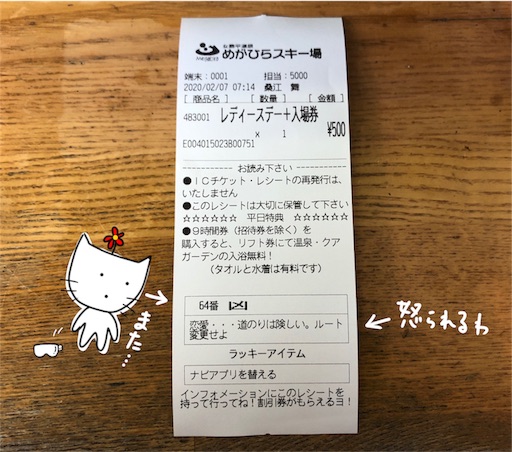 女鹿平温泉
めがひらスキー場
端末：0001 担当：5000
2020/02/07 07:14 桑江 舞
[ 商品名 ] [ 数量 ] [ 金額 ]
483001 レディースデー＋入場券
× 1 ¥500
E004015023B00751
お読み下さい
●ＩＣチケット・レシートの再発行は、
いたしません
●このレシートは大切に保管して下さい
☆☆☆☆☆☆ 平日特典 ☆☆☆☆☆☆
●９時間券（招待券を除く）を
購入すると、リフト券にて温泉・クア
ガーデンの入浴無料！
（タオルと水着は有料です）
64番 【凶】
恋愛・・・道のりは険しい。ルート
変更せよ
ラッキーアイテム
ナビアプリを替える
インフォメーションにこのレシートを
持って行ってね！割引券がもらえるヨ！
また…
怒られるわ